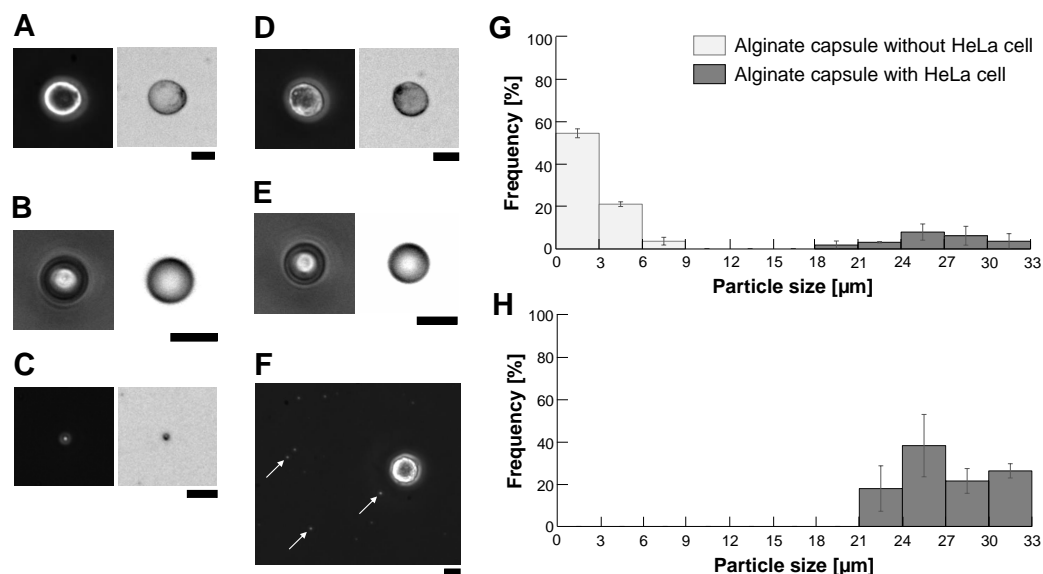 A
B
C
D
E
F
G
100
80
60
40
20
0
Frequency [%]
Alginate capsule without HeLa cell
Alginate capsule with HeLa cell
0 3 6 9 12 15 18 21 24 27 30 33
Particle size [µm]
H
100
80
60
40
20
0
Frequency [%]
0 3 6 9 12 13 18 21 24 27 30 33
Particle size [µm]